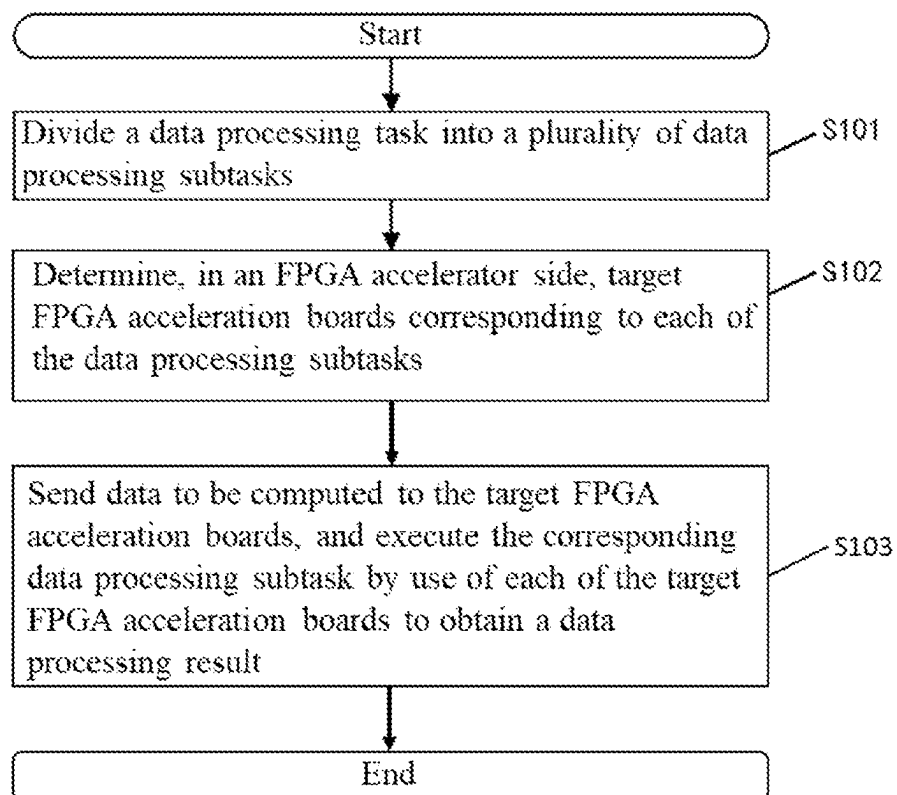 Start
Divide a data processing task into a plurality of data
processing subtasks
S101
Determine, in an FPGA accelerator side, target
FPGA acceleration boards corresponding to each of
the data processing subtasks
S102
Send data to be computed to the target FPGA
acceleration boards, and execute the corresponding
data processing subtask by use of each of the target
FPGA acceleration boards to obtain a data
processing result
S103
End